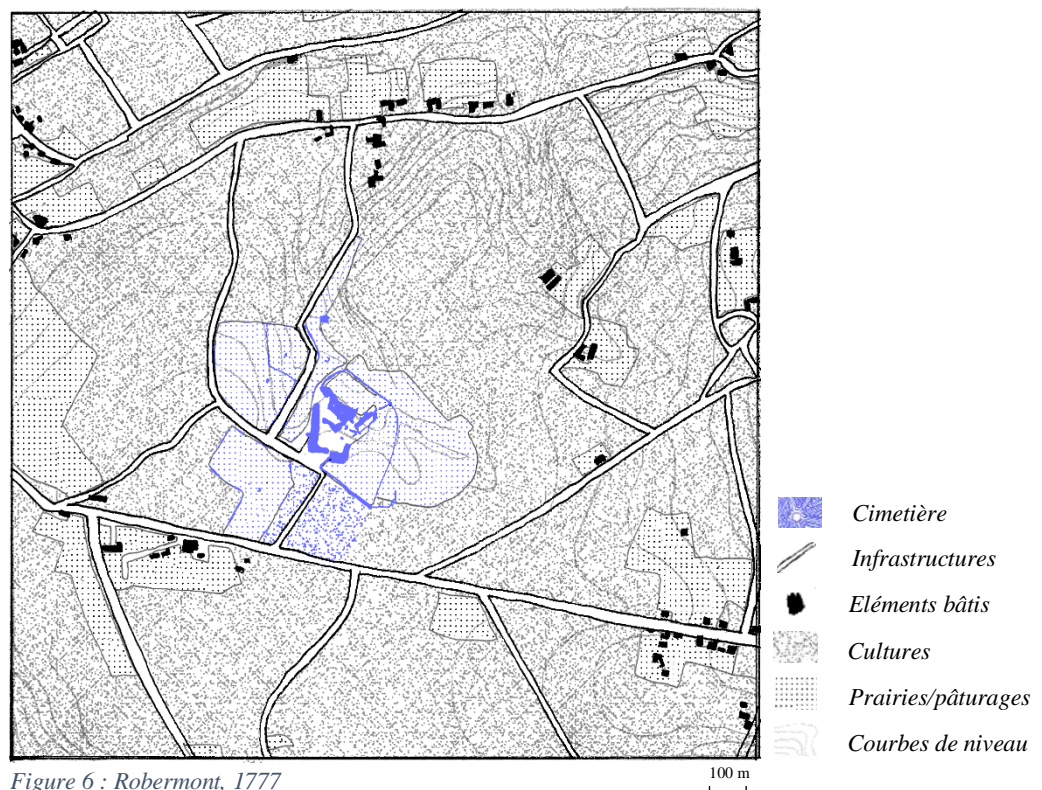 Cimetière
Infrastructures
Eléments bâtis
Cultures
Prairies/pâturages
Courbes de niveau
100 m
Figure 6 : Robermont, 1777